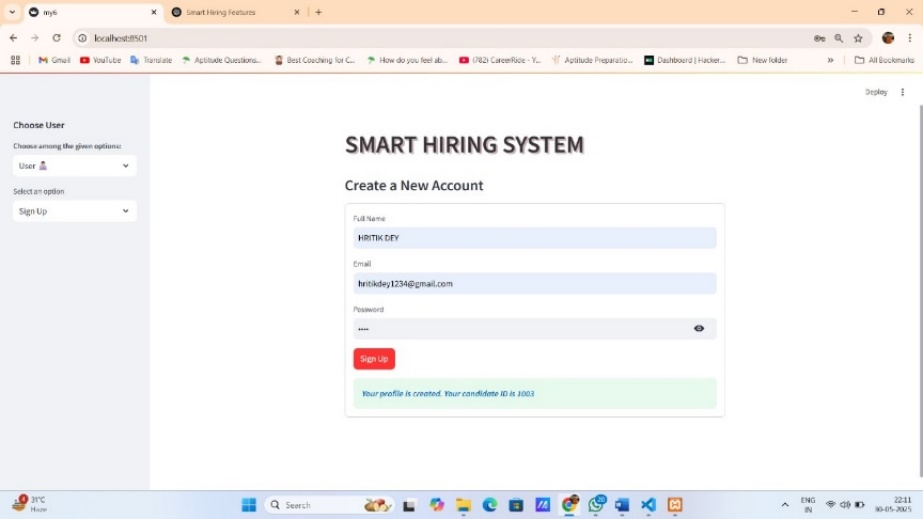 my6
Smart Hiring Features
localhost:8501
Gmail
YouTube
Translate
Aptitude Questions...
Best Coaching for C...
How do you feel ab...
(782) CareerRide - Y...
Aptitude Preparatio...
Dashboard | Hacker...
New folder
All Bookmarks
Deploy
Choose User
Choose among the given options:
User
Select an option
Sign Up
SMART HIRING SYSTEM
Create a New Account
Full Name
HRITIK DEY
Email
hritikdey1234@gmail.com
Password
Sign Up
Your profile is created. Your candidate ID is 1003
31°C
Haze
Search
ENG
IN
22:11
30-05-2025